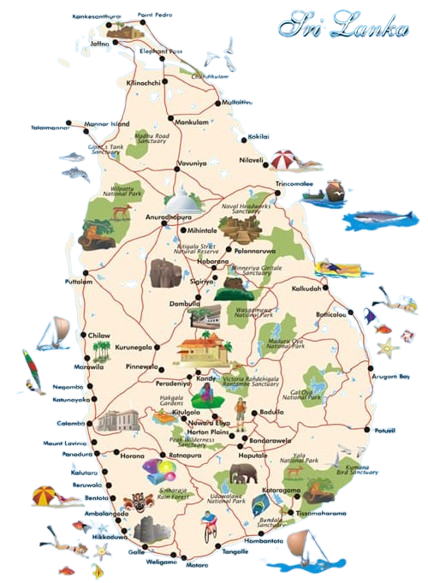 Sri Lanka
Kankesanthurai
Point Pedro
Jaffna
Elephant Pass
Chundikulam
Kilinochchi
Mullaitivu
Talaimannar
Mannar Island
Mankulam
Madhu Road
Sanctuary
Kokilai
Giant's Tank
Sanctuary
Vavuniya
Nilaveli
Trincomalee
Wilpattu
National Park
Naval Headworks
Sanctuary
Anuradhapura
Mihintale
Ritigala Strict
Natural Reserve
Polonnaruwa
Habarana
Minneriya Giritale
Sanctuary
Puttalam
Sigiriya
Kalkudah
Dambulla
Wasgamuwa
National Park
Batticaloa
Chilaw
Kurunegala
Maduru Oya
National Park
Marawila
Pinnewela
Peradeniya
Kandy
Victoria Randenigala
Rantambe Sanctuary
Arugam Bay
Negombo
Katunayake
Hakgala
Gardens
Gal Oya
National Park
Kitulgala
Badulla
Colombo
Nuwara Eliya
Potuvil
Horton Plains
Bandarawela
Mount Lavinia
Peak Wilderness
Sanctuary
Panadura
Horana
Ratnapura
Haputale
Yala
National Park
Kumana
Bird Sanctuary
Kalutara
Beruwala
Sinharaja
Rain Forest
Udawalawe
National Park
Kataragama
Bentota
Tissamaharama
Ambalangoda
Bundala
Sanctuary
Hikkaduwa
Hambantota
Galle
Tangalle
Weligama
Matara